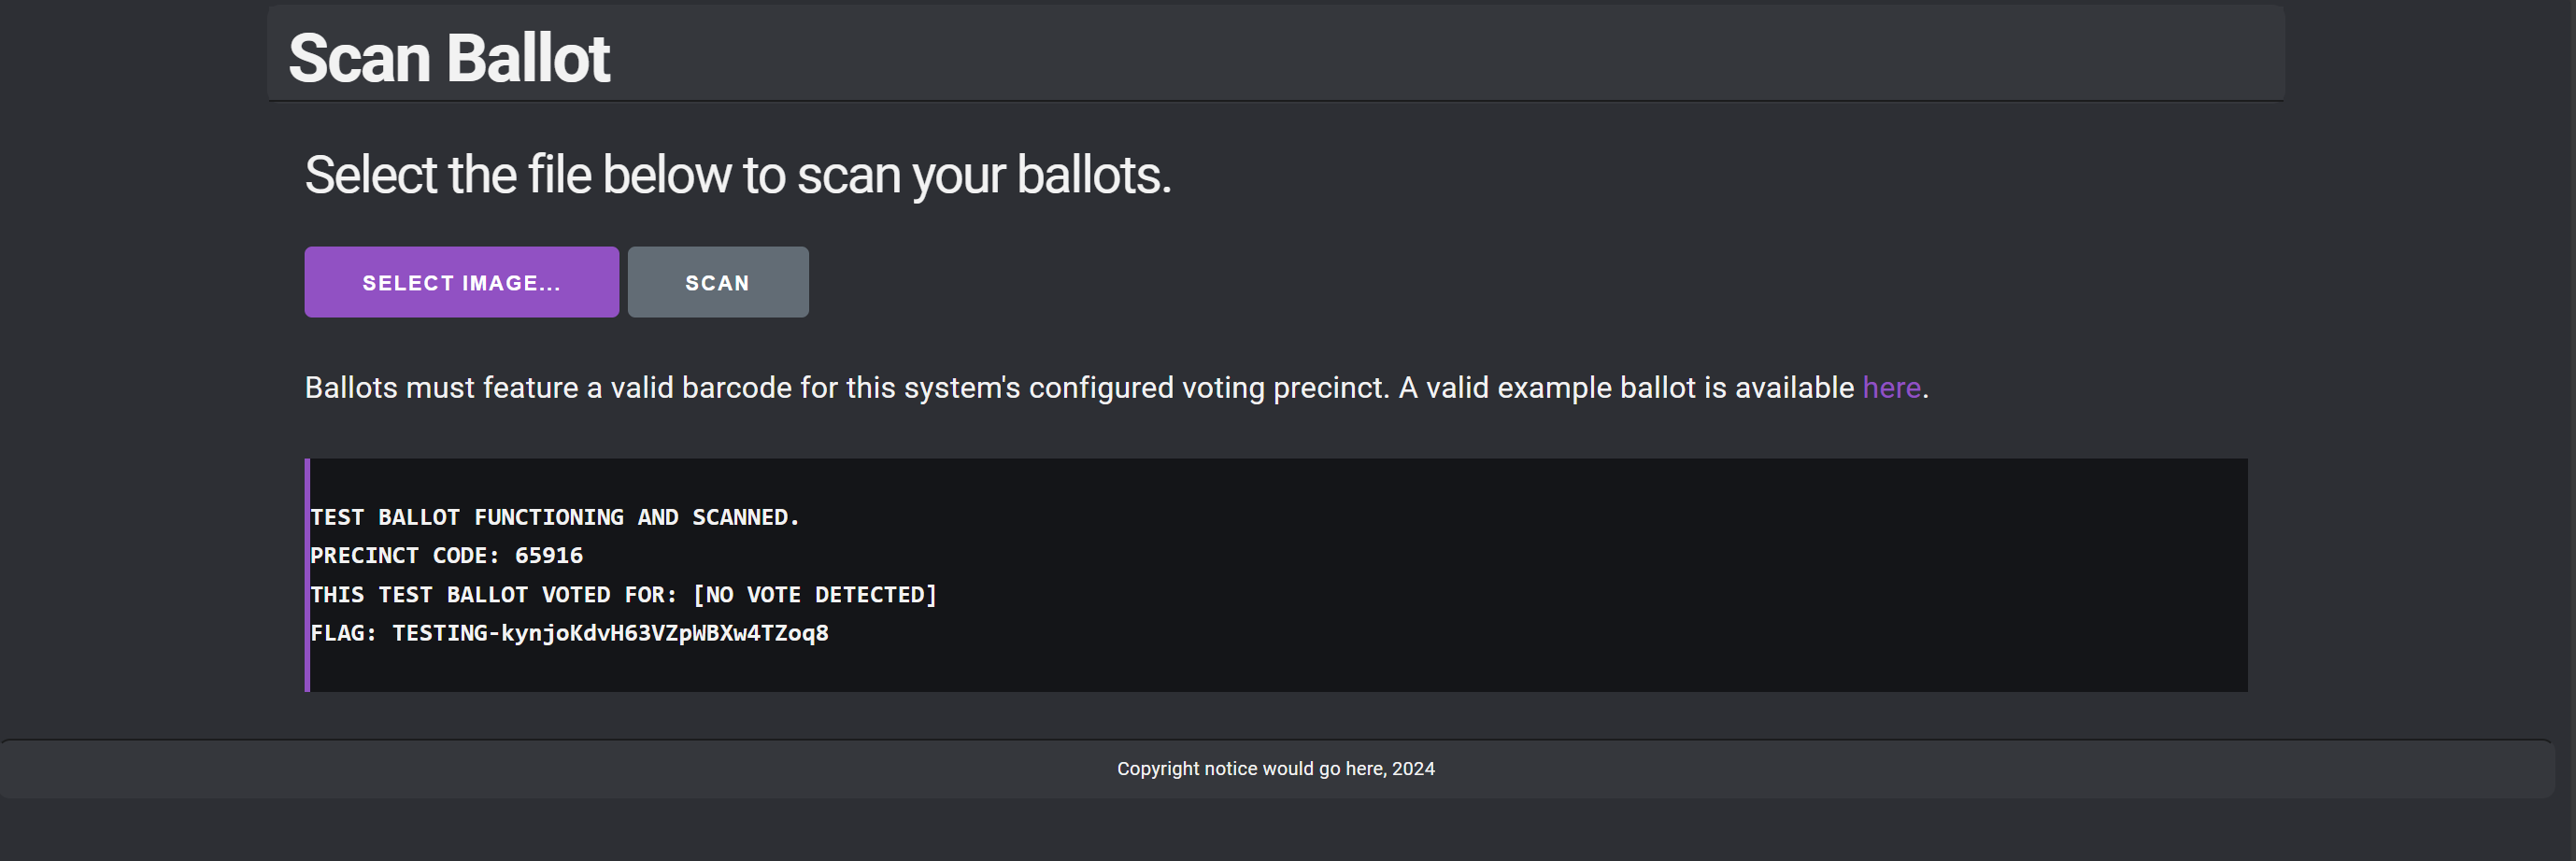 Scan Ballot
Select the file below to scan your ballots.
SELECT IMAGE...
SCAN
Ballots must feature a valid barcode for this system's configured voting precinct. A valid example ballot is available here.
TEST BALLOT FUNCTIONING AND SCANNED.
PRECINCT CODE: 65916
THIS TEST BALLOT VOTED FOR: [NO VOTE DETECTED]
FLAG: TESTING-kynjoKdvH63VZpWBXw4TZoq8
Copyright notice would go here, 2024